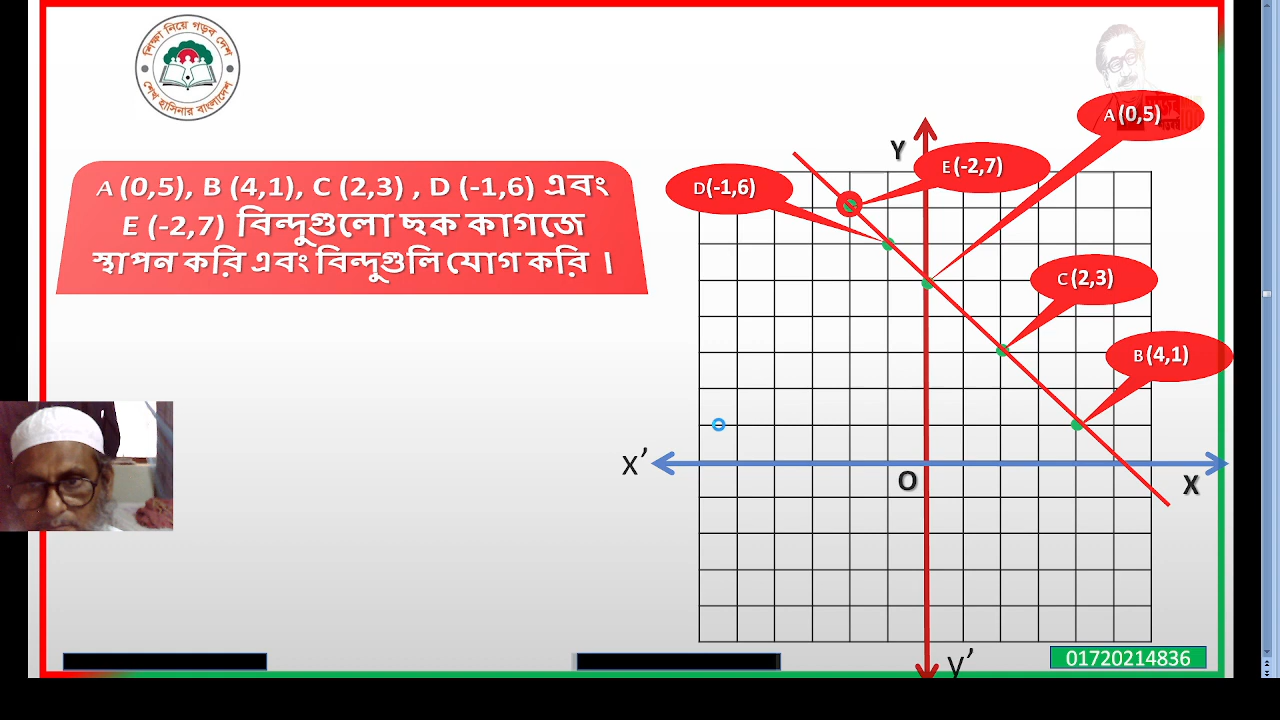 শিক্ষা নিয়ে গড়ব দেশ
শেখ হাসিনার বাংলাদেশ
A (0,5), B (4,1), C (2,3) , D (-1,6) এবং
E (-2,7) বিন্দুগুলো ছক কাগজে
স্থাপন করি এবং বিন্দুগুলি যোগ করি ।
A (0,5)
Y
E (-2,7)
D(-1,6)
C (2,3)
B (4,1)
X’
O
X
Y’
01720214836